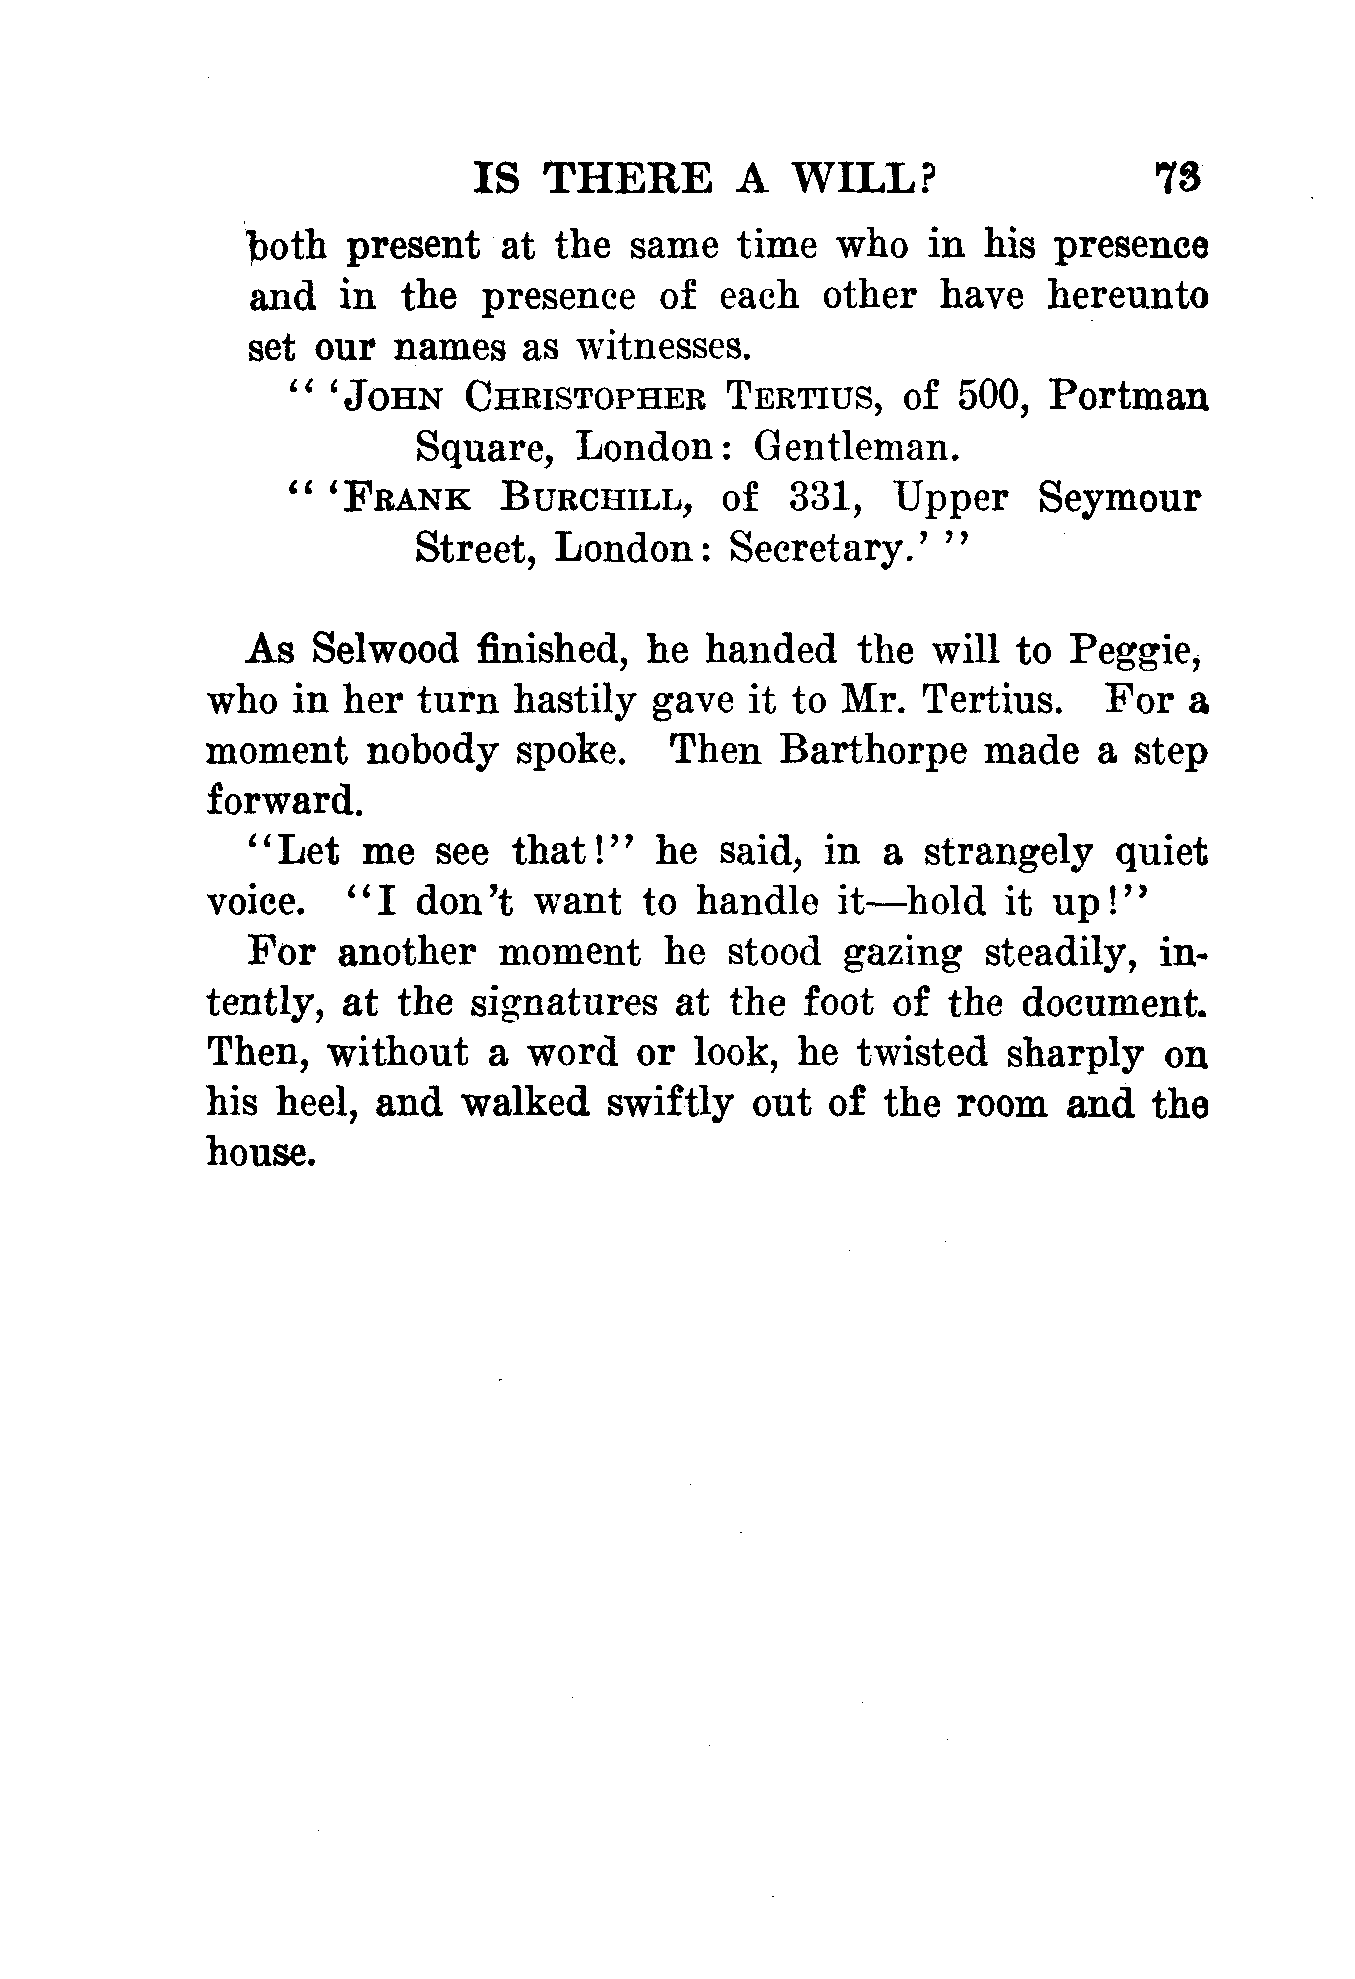 IS THERE A WILL? 73
both present at the same time who in his presence
and in the presence of each other have hereunto
set our names as witnesses.
“ ‘JOHN CHRISTOPHER TERTIUS, of 500, Portman
Square, London: Gentleman.
“ ‘FRANK BURCHILL, of 331, Upper Seymour
Street, London: Secretary.’ ”
As Selwood finished, he handed the will to Peggie,
who in her turn hastily gave it to Mr. Tertius. For a
moment nobody spoke. Then Barthorpe made a step
forward.
“Let me see that!” he said, in a strangely quiet
voice. “I don’t want to handle it—hold it up!”
For another moment he stood gazing steadily, in-
tently, at the signatures at the foot of the document.
Then, without a word or look, he twisted sharply on
his heel, and walked swiftly out of the room and the
house.